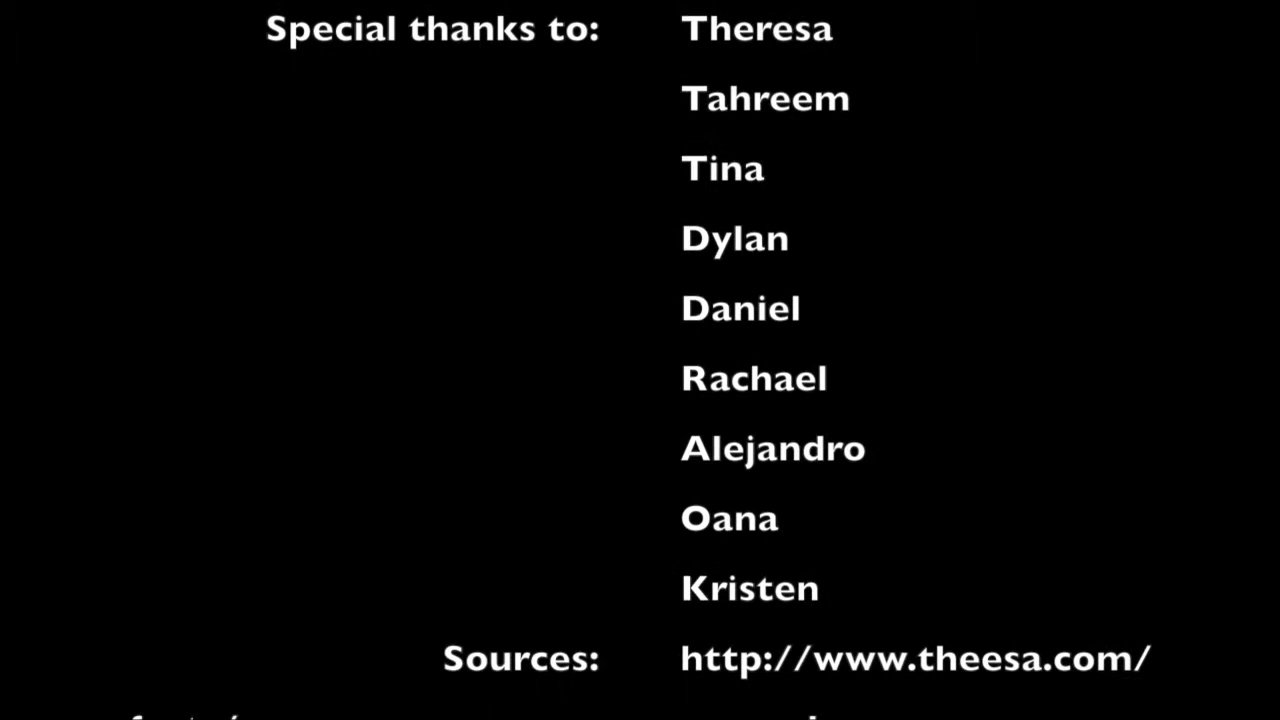 Special thanks to: Theresa
Tahreem
Tina
Dylan
Daniel
Rachael
Alejandro
Oana
Kristen
Sources: http://www.theesa.com/